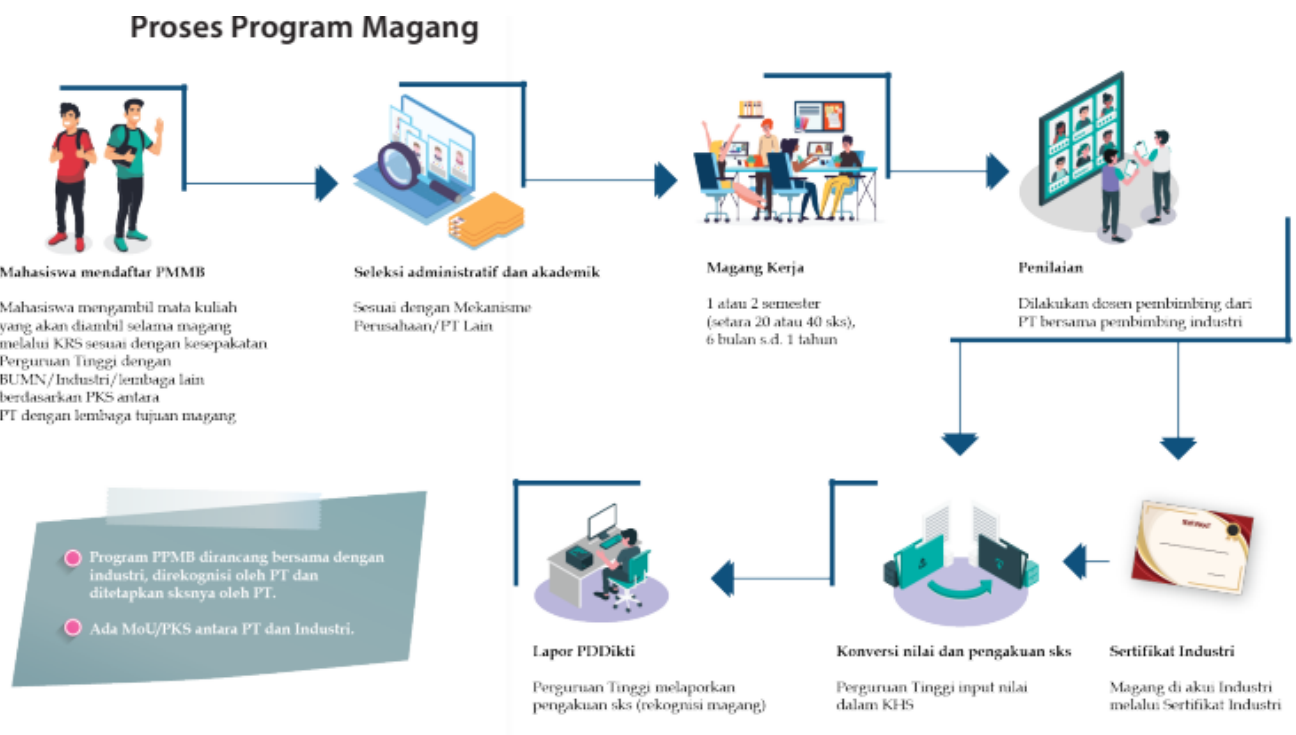 Proses Program Magang
Mahasiswa mendaftar PMMB
Mahasiswa mengambil mata kuliah
yang akan diambil selama magang
melalui KRS sesuai dengan kesepakatan
Perguruan Tinggi dengan
BUMN/Industri/lembaga lain
berdasarkan PKS antara
PT dengan lembaga tujuan magang
Seleksi administratif dan akademik
Sesuai dengan Mekanisme
Perusahaan/PT Lain
Magang Kerja
1 atau 2 semester
(setara 20 atau 40 sks),
6 bulan s.d. 1 tahun
Penilaian
Dilakukan dosen pembimbing dari
PT bersama pembimbing industri
Sertifikat Industri
Magang di akui Industri
melalui Sertifikat Industri
Konversi nilai dan pengakuan sks
Perguruan Tinggi input nilai
dalam KHS
Lapor PDDikti
Perguruan Tinggi melaporkan
pengakuan sks (rekognisi magang)
Program PPMB dirancang bersama dengan
industri, direkognisi oleh PT dan
ditetapkan sksnya oleh PT.
Ada MoU/PKS antara PT dan Industri.